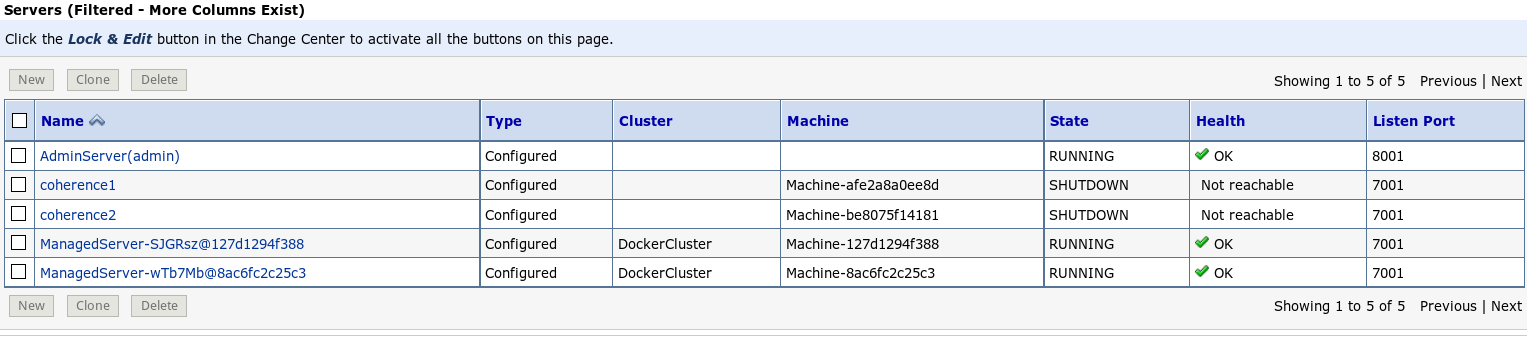 Servers (Filtered - More Columns Exist)
Click the Lock & Edit button in the Change Center to activate all the buttons on this page.
New Clone Delete Showing 1 to 5 of 5 Previous | Next
Name Type Cluster Machine State Health Listen Port
AdminServer(admin) Configured RUNNING OK 8001
coherence1 Configured Machine-afe2a8a0ee8d SHUTDOWN Not reachable 7001
coherence2 Configured Machine-be8075f14181 SHUTDOWN Not reachable 7001
ManagedServer-SJGRsz@127d1294f388 Configured DockerCluster Machine-127d1294f388 RUNNING OK 7001
ManagedServer-wTb7Mb@8ac6fc2c25c3 Configured DockerCluster Machine-8ac6fc2c25c3 RUNNING OK 7001
New Clone Delete Showing 1 to 5 of 5 Previous | Next